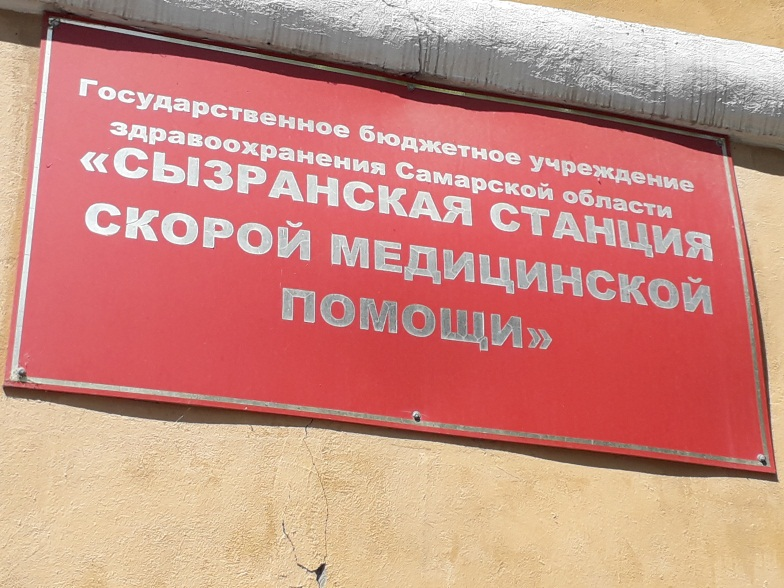 Государственное бюджетное учреждение
здравоохранения Самарской области
«СЫЗРАНСКАЯ СТАНЦИЯ
СКОРОЙ МЕДИЦИНСКОЙ
ПОМОЩИ»